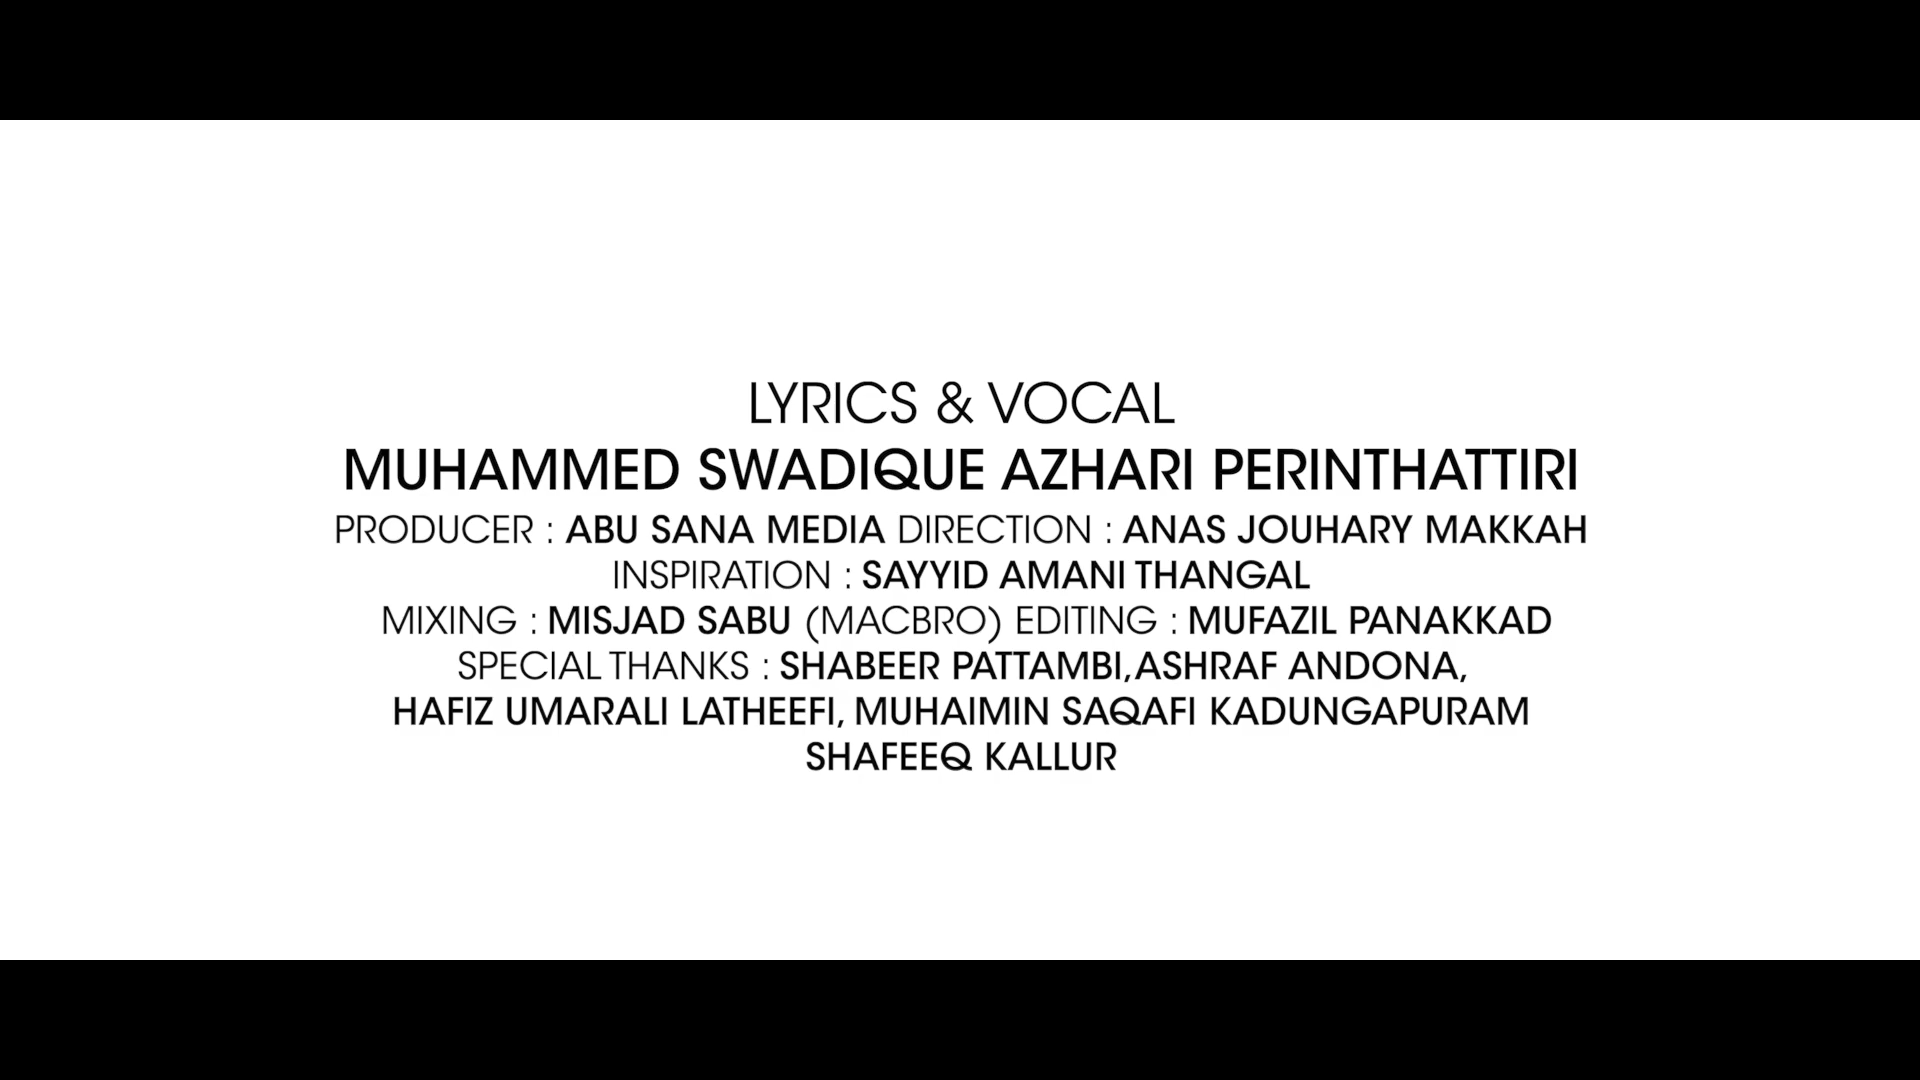 LYRICS & VOCAL
MUHAMMED SWADIQUE AZHARI PERINTHATTIRI
PRODUCER : ABU SANA MEDIA DIRECTION : ANAS JOUHARY MAKKAH
INSPIRATION : SAYYID AMANI THANGAL
MIXING : MISJAD SABU (MACBRO) EDITING : MUFAZIL PANAKKAD
SPECIAL THANKS : SHABEER PATTAMBI,ASHRAF ANDONA,
HAFIZ UMARALI LATHEEFI, MUHAIMIN SAQAFI KADUNGAPURAM
SHAFEEQ KALLUR